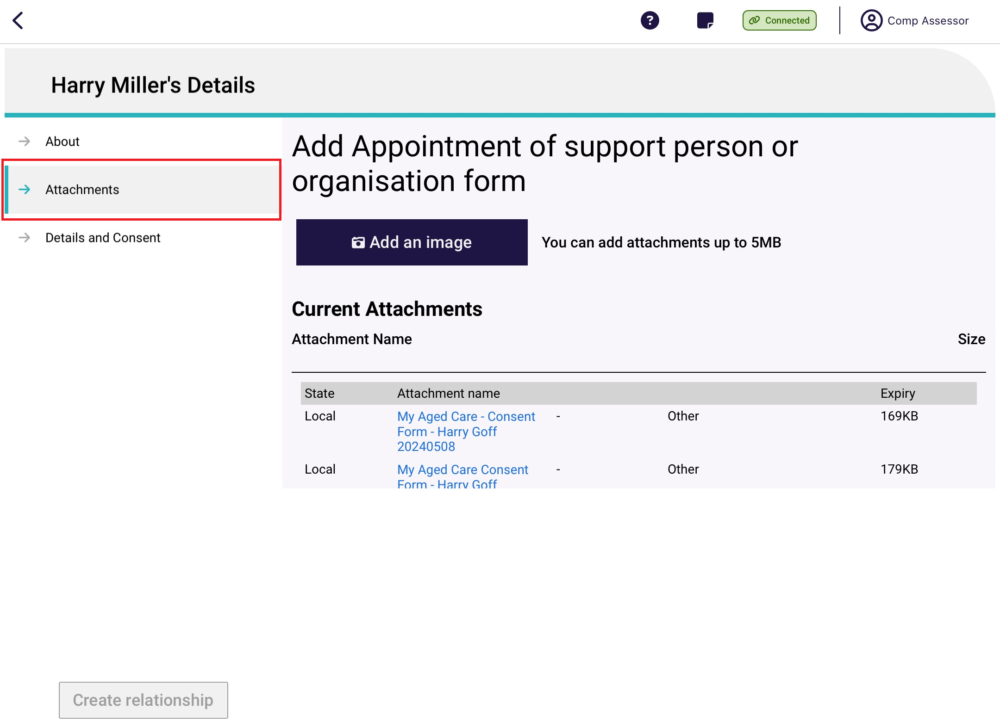 Connected
Comp Assessor
Harry Miller's Details
About
Attachments
Details and Consent
Add Appointment of support person or
organisation form
Add an image
You can add attachments up to 5MB
Current Attachments
Attachment Name Size
State Attachment name Expiry
Local My Aged Care - Consent - Other 169KB
Form - Harry Goff
20240508
Local My Aged Care Consent - Other 179KB
Form - Harry Goff
Create relationship